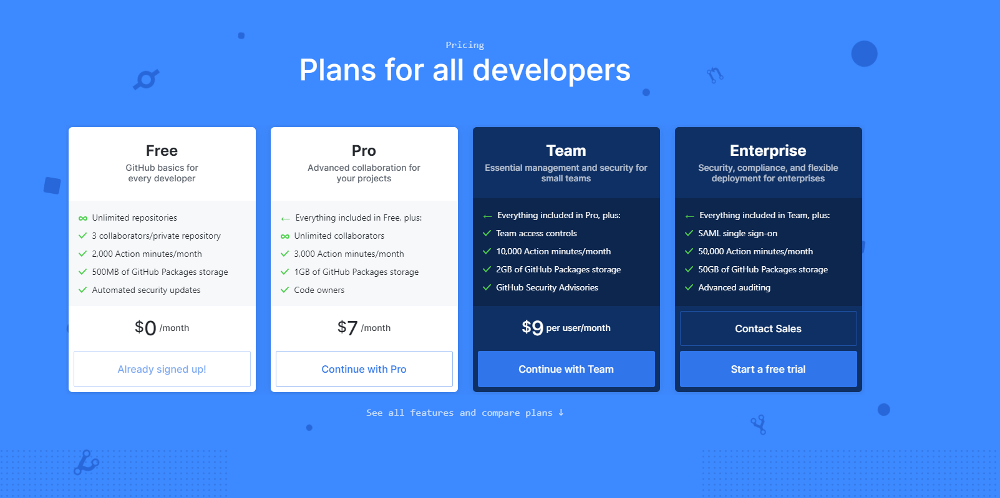 Pricing
Plans for all developers
Free
GitHub basics for
every developer
Unlimited repositories
3 collaborators/private repository
2,000 Action minutes/month
500MB of GitHub Packages storage
Automated security updates
$0 /month
Already signed up!
Pro
Advanced collaboration for
your projects
← Everything included in Free, plus:
Unlimited collaborators
3,000 Action minutes/month
1GB of GitHub Packages storage
Code owners
$7 /month
Continue with Pro
Team
Essential management and security for
small teams
← Everything included in Pro, plus:
Team access controls
10,000 Action minutes/month
2GB of GitHub Packages storage
GitHub Security Advisories
$9 per user/month
Continue with Team
Enterprise
Security, compliance, and flexible
deployment for enterprises
← Everything included in Team, plus:
SAML single sign-on
50,000 Action minutes/month
50GB of GitHub Packages storage
Advanced auditing
Contact Sales
Start a free trial
See all features and compare plans ↓